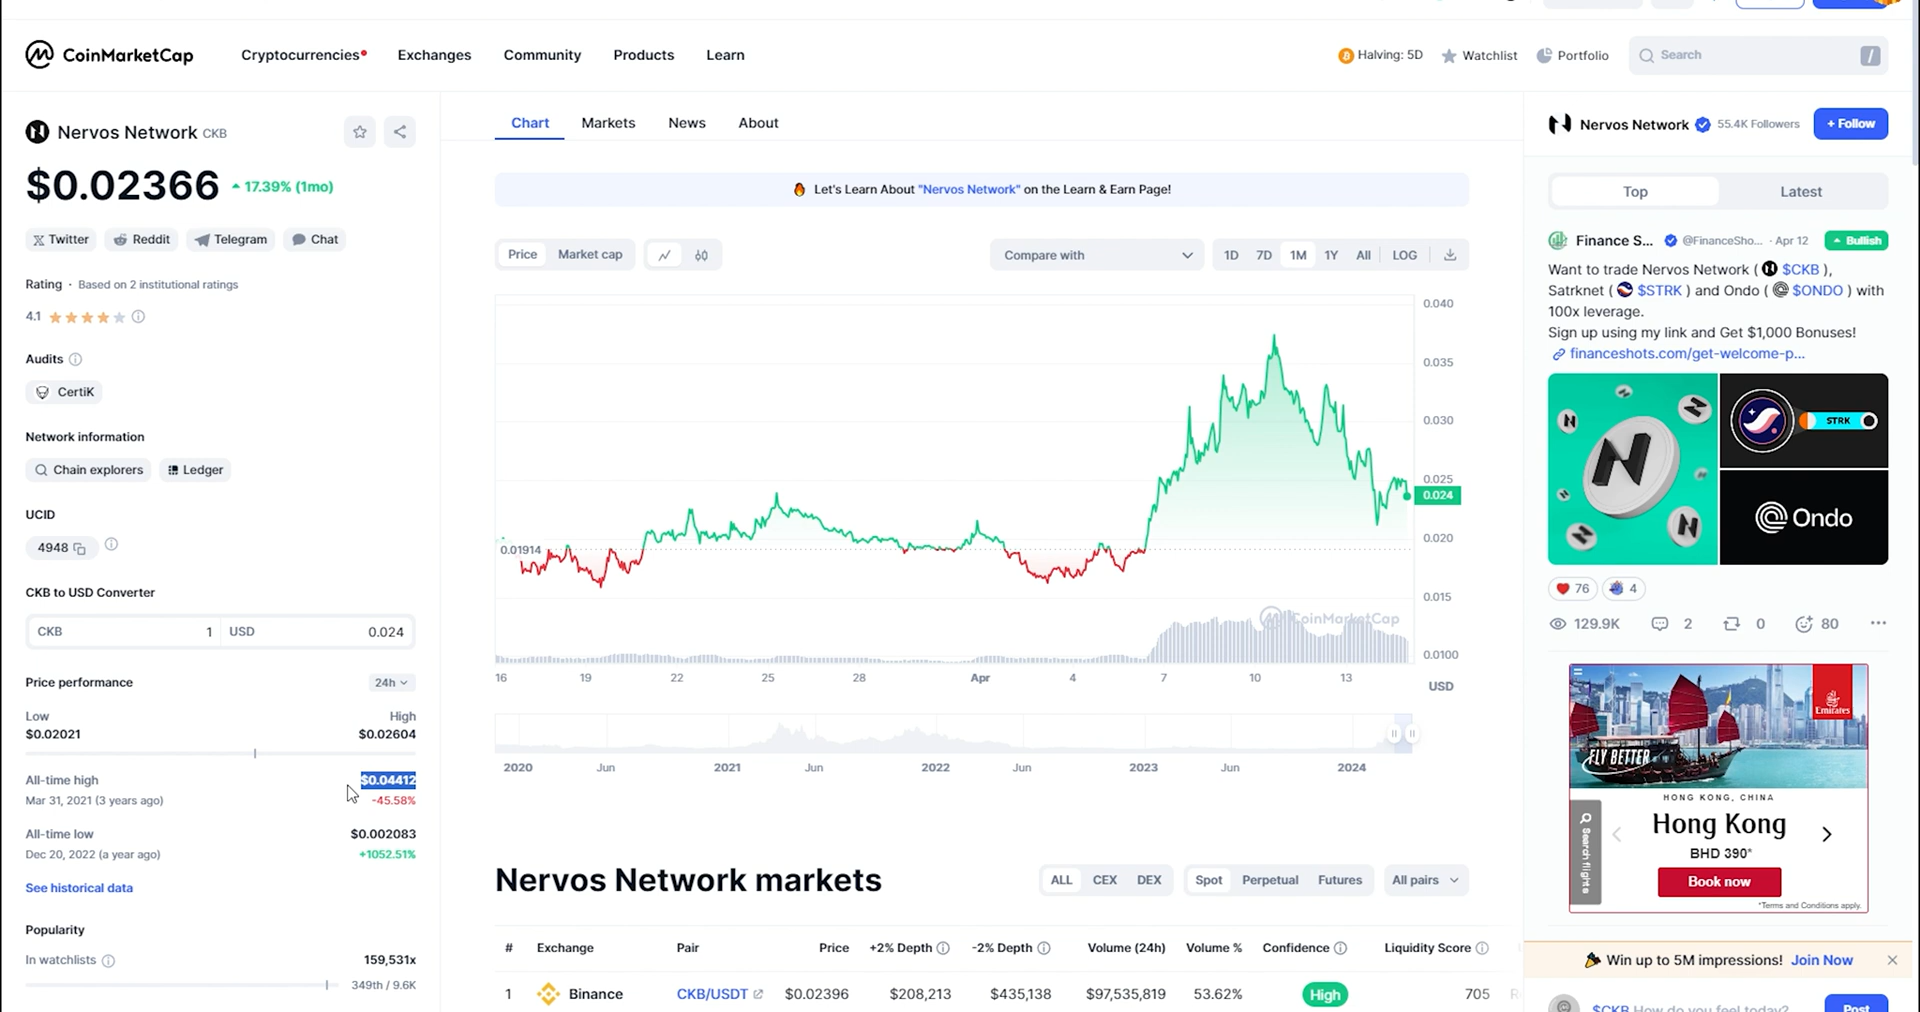 CoinMarketCap
Cryptocurrencies
Exchanges
Community
Products
Learn
Halving: 5D
Watchlist
Portfolio
Search
/
Nervos Network CKB
$0.02366
17.39% (1mo)
Twitter
Reddit
Telegram
Chat
Rating · Based on 2 institutional ratings
4.1
Audits
CertiK
Network information
Chain explorers
Ledger
UCID
4948
CKB to USD Converter
CKB 1 USD 0.024
Price performance
24h
Low High
$0.02021 $0.02604
All-time high $0.04412
Mar 31, 2021 (3 years ago) -45.58%
All-time low $0.002083
Dec 20, 2022 (a year ago) +1052.51%
See historical data
Popularity
In watchlists 159,531x
349th / 9.6K
Chart Markets News About
Let's Learn About "Nervos Network" on the Learn & Earn Page!
Price Market cap
Compare with
1D 7D 1M 1Y All LOG
0.040
0.035
0.030
0.025
0.024
0.020
0.015
0.0100
0.01914
CoinMarketCap
16 19 22 25 28 Apr 4 7 10 13
USD
2020 Jun 2021 Jun 2022 Jun 2023 Jun 2024
Nervos Network markets
ALL CEX DEX
Spot Perpetual Futures
All pairs
# Exchange Pair Price +2% Depth -2% Depth Volume (24h) Volume % Confidence Liquidity Score
1 Binance CKB/USDT $0.02396 $208,213 $435,138 $97,535,819 53.62% High 705
Nervos Network
55.4K Followers
+ Follow
Top Latest
Finance S... @FinanceSho... · Apr 12
Bullish
Want to trade Nervos Network ( $CKB ),
Satrknet ( $STRK ) and Ondo ( $ONDO ) with
100x leverage.
Sign up using my link and Get $1,000 Bonuses!
financeshots.com/get-welcome-p...
STRK
Ondo
76 4
129.9K 2 0 80
Emirates
FLY BETTER
HONG KONG, CHINA
Hong Kong
BHD 390*
Book now
*Terms and Conditions apply.
Search flights
Win up to 5M impressions! Join Now
$CKB How do you feel today?
Post